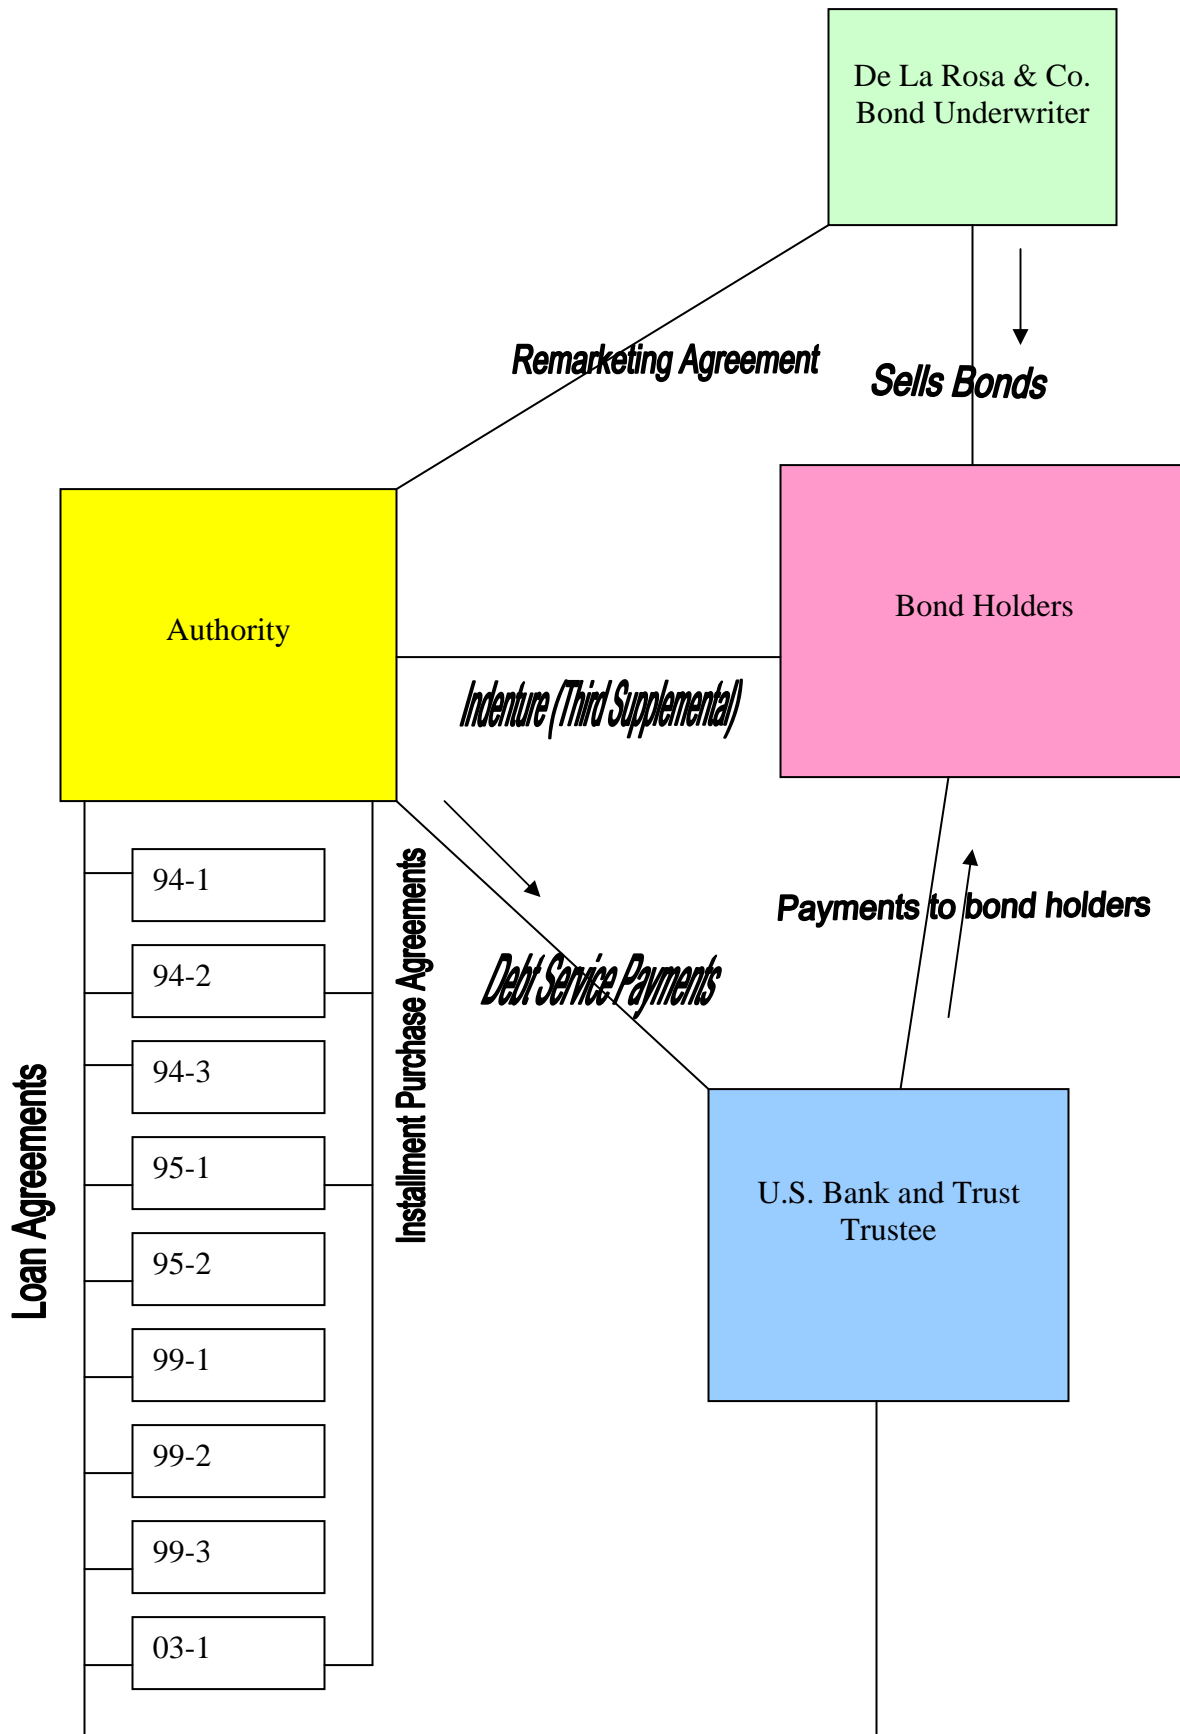 De La Rosa & Co.
Bond Underwriter
Remarketing Agreement
Sells Bonds
Authority
Bond Holders
Indenture (Third Supplemental)
94-1
94-2
94-3
95-1
95-2
99-1
99-2
99-3
03-1
Loan Agreements
Installment Purchase Agreements
Debt Service Payments
Payments to bond holders
U.S. Bank and Trust
Trustee